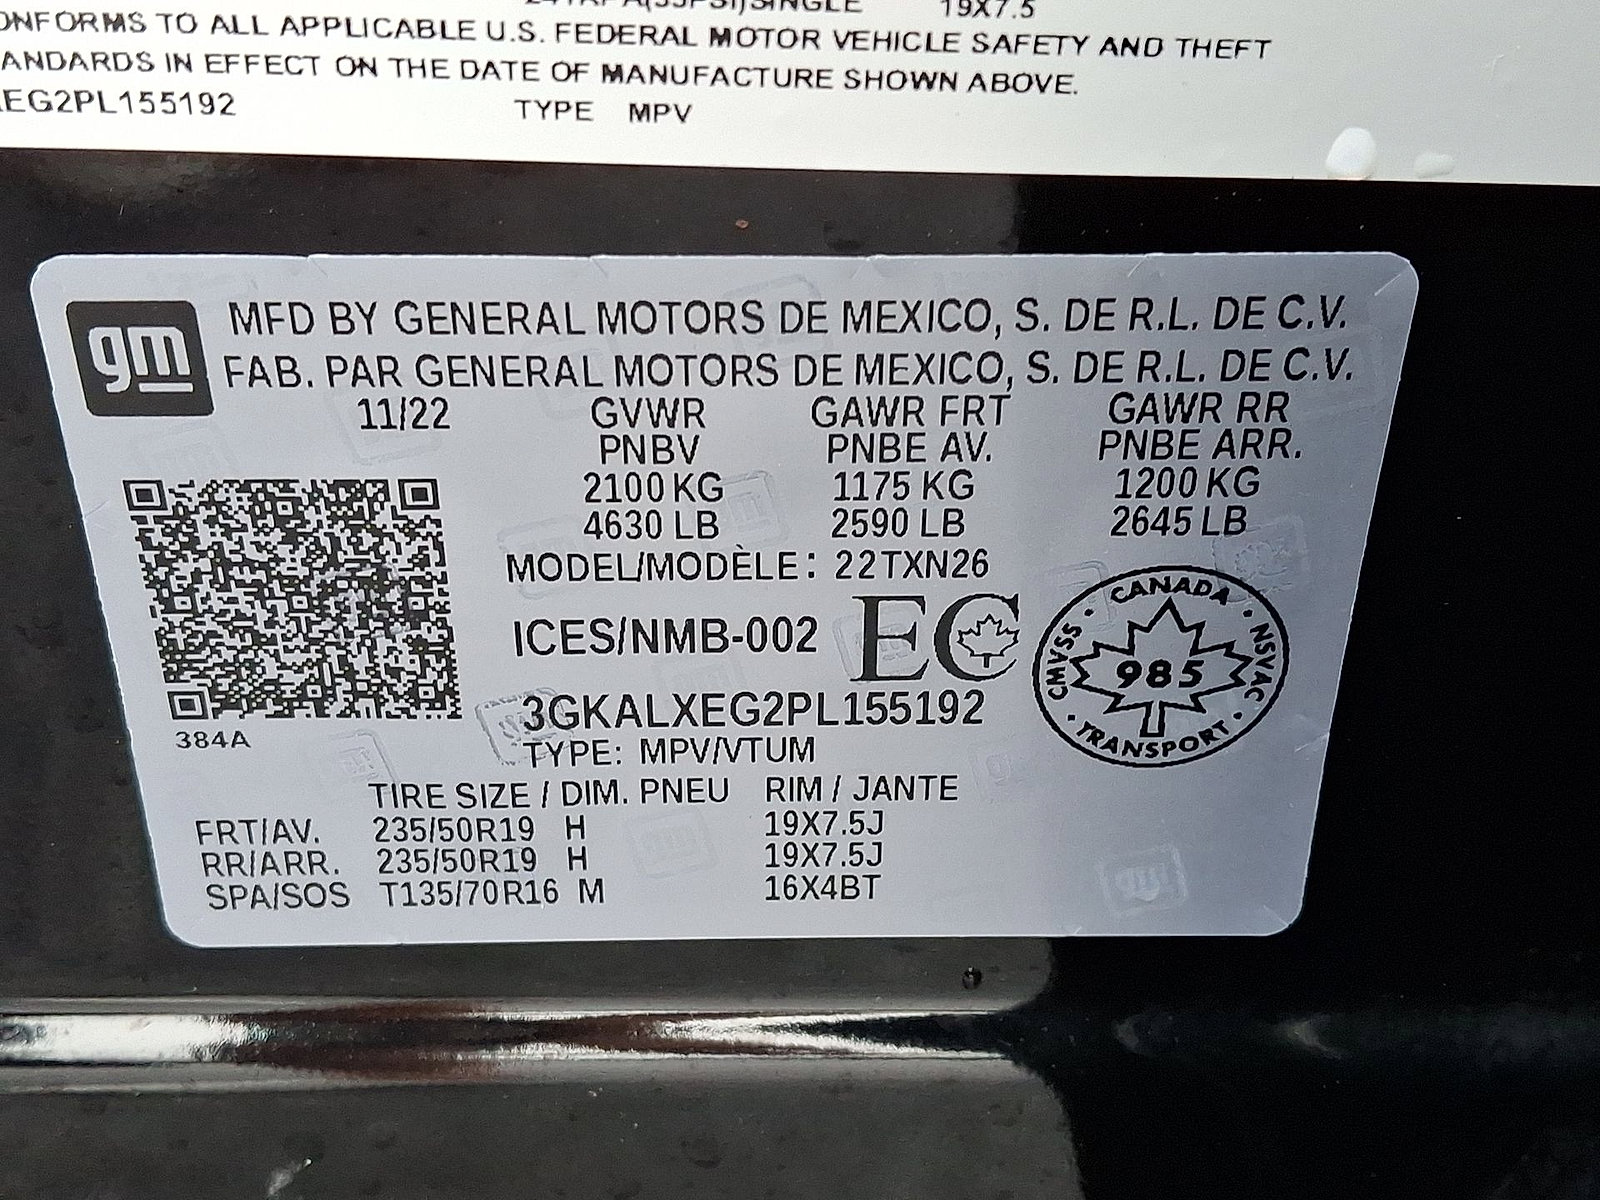 19X7.5
CONFORMS TO ALL APPLICABLE U.S. FEDERAL MOTOR VEHICLE SAFETY AND THEFT
STANDARDS IN EFFECT ON THE DATE OF MANUFACTURE SHOWN ABOVE.
XEG2PL155192 TYPE MPV
gm
MFD BY GENERAL MOTORS DE MEXICO, S. DE R.L. DE C.V.
FAB. PAR GENERAL MOTORS DE MEXICO, S. DE R.L. DE C.V.
11/22 GVWR GAWR FRT GAWR RR
PNBV PNBE AV. PNBE ARR.
2100 KG 1175 KG 1200 KG
4630 LB 2590 LB 2645 LB
MODEL/MODÈLE: 22TXN26
ICES/NMB-002 EC
CANADA
CMVSS 985 NSVAC
TRANSPORT
3GKALXEG2PL155192
384A
TYPE: MPV/VTUM
TIRE SIZE / DIM. PNEU RIM / JANTE
FRT/AV. 235/50R19 H 19X7.5J
RR/ARR. 235/50R19 H 19X7.5J
SPA/SOS T135/70R16 M 16X4BT